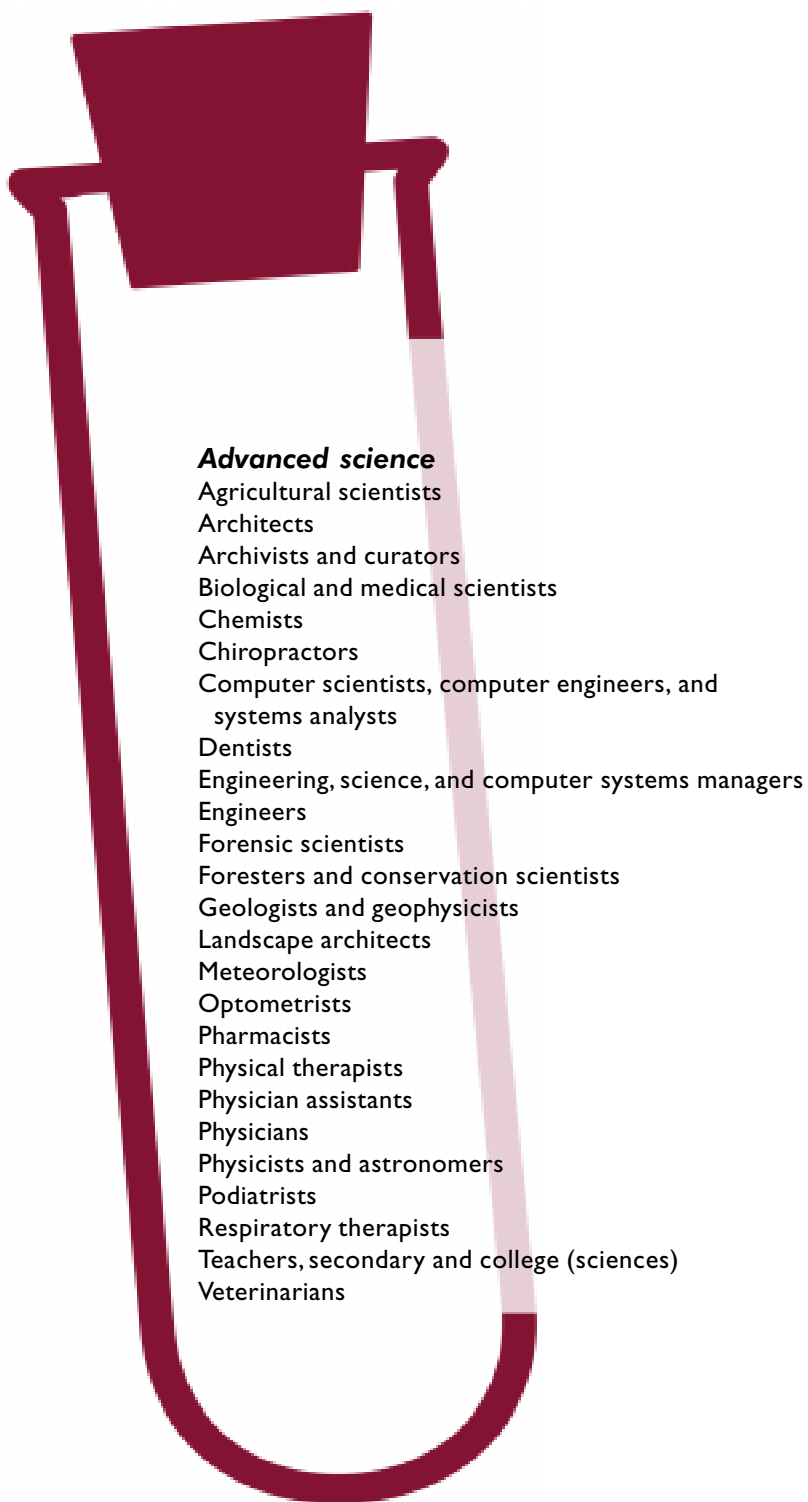 Advanced science
Agricultural scientists
Architects
Archivists and curators
Biological and medical scientists
Chemists
Chiropractors
Computer scientists, computer engineers, and
systems analysts
Dentists
Engineering, science, and computer systems managers
Engineers
Forensic scientists
Foresters and conservation scientists
Geologists and geophysicists
Landscape architects
Meteorologists
Optometrists
Pharmacists
Physical therapists
Physician assistants
Physicians
Physicists and astronomers
Podiatrists
Respiratory therapists
Teachers, secondary and college (sciences)
Veterinarians